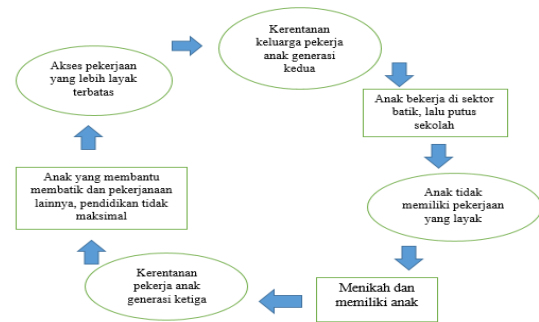 Kerentanan
keluarga pekerja
anak generasi
kedua
Anak bekerja di sektor
batik, lalu putus
sekolah
Anak tidak
memiliki pekerjaan
yang layak
Menikah dan
memiliki anak
Kerentanan
pekerja anak
generasi ketiga
Anak yang membantu
membatik dan pekerjanaan
lainnya, pendidikan tidak
maksimal
Akses pekerjaan
yang lebih layak
terbatas